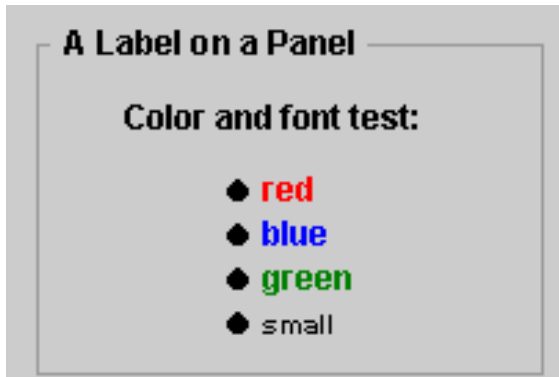 A Label on a Panel
Color and font test:
red
blue
green
small